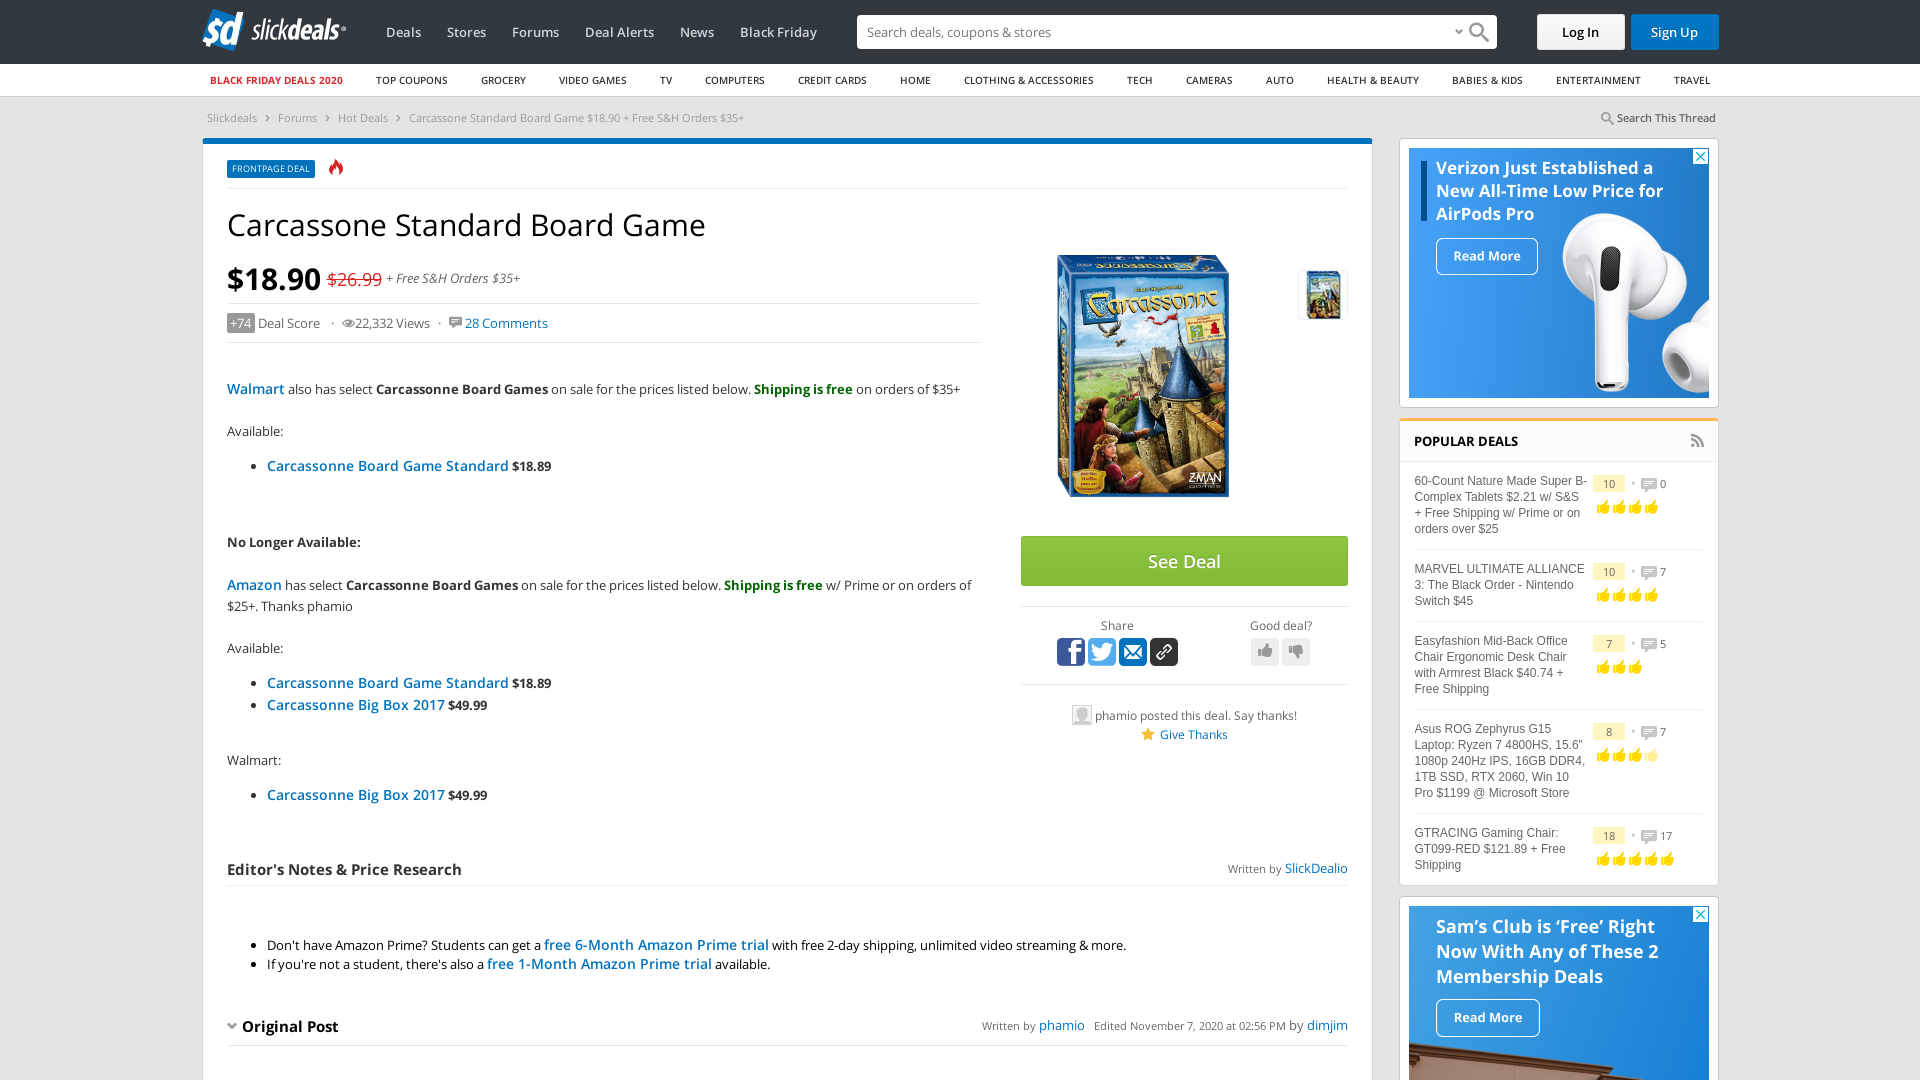 slickdeals
Deals Stores Forums Deal Alerts News Black Friday
Search deals, coupons & shopping
Log In Sign Up
BLACK FRIDAY DEALS 2020 TOP COUPONS GROCERY VIDEO GAMES TV COMPUTERS CREDIT CARDS HOME CLOTHING & ACCESSORIES TECH CAMERAS AUTO HEALTH & BEAUTY BABIES & KIDS ENTERTAINMENT TRAVEL
Slickdeals › Forums › Hot Deals › Carcassone Standard Board Game $18.90 + Free S&H Orders $35+
Search This Thread
FRONTPAGE DEAL
Carcassone Standard Board Game
$18.90 $26.99 + Free S&H Orders $35+
+74 Deal Score · 22,332 Views · 28 Comments
Walmart also has select Carcassonne Board Games on sale for the prices listed below. Shipping is free on orders of $35+
Available:
• Carcassonne Board Game Standard $18.89
No Longer Available:
Amazon has select Carcassonne Board Games on sale for the prices listed below. Shipping is free w/ Prime or on orders of
$25+. Thanks phamio
Available:
• Carcassonne Board Game Standard $18.89
• Carcassonne Big Box 2017 $49.99
Walmart:
• Carcassonne Big Box 2017 $49.99
Carcassonne
Z-MAN
games
See Deal
Share
Good deal?
phamio posted this deal. Say thanks!
Give Thanks
Editor's Notes & Price Research
Written by SlickDealio
• Don't have Amazon Prime? Students can get a free 6-Month Amazon Prime trial with free 2-day shipping, unlimited video streaming & more.
• If you're not a student, there's also a free 1-Month Amazon Prime trial available.
Original Post
Written by phamio Edited November 7, 2020 at 02:56 PM by dimjim
Verizon Just Established a
New All-Time Low Price for
AirPods Pro
Read More
POPULAR DEALS
60-Count Nature Made Super B-
Complex Tablets $2.21 w/ S&S
+ Free Shipping w/ Prime or on
orders over $25
10 • 0
MARVEL ULTIMATE ALLIANCE
3: The Black Order - Nintendo
Switch $45
10 • 7
Easyfashion Mid-Back Office
Chair Ergonomic Desk Chair
with Armrest Black $40.74 +
Free Shipping
7 • 5
Asus ROG Zephyrus G15
Laptop: Ryzen 7 4800HS, 15.6"
1080p 240Hz IPS, 16GB DDR4,
1TB SSD, RTX 2060, Win 10
Pro $1199 @ Microsoft Store
8 • 7
GTRACING Gaming Chair:
GT099-RED $121.89 + Free
Shipping
18 • 17
Sam's Club is ‘Free’ Right
Now With Any of These 2
Membership Deals
Read More